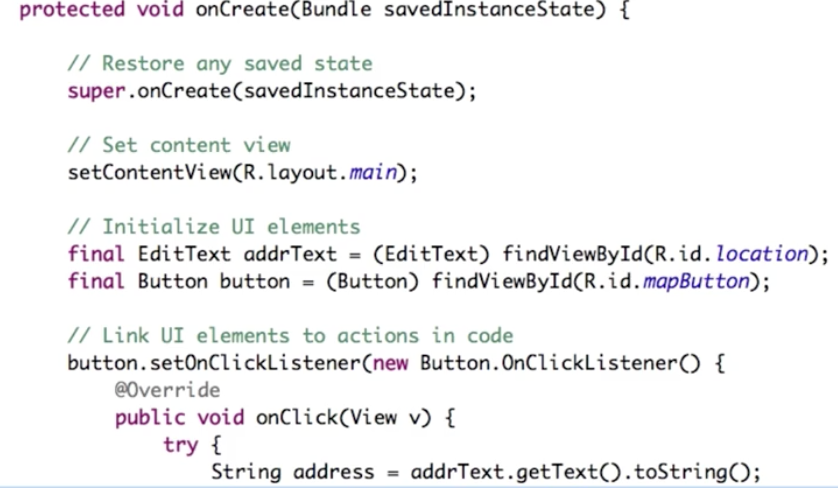 protected void onCreate(Bundle savedInstanceState) {
// Restore any saved state
super.onCreate(savedInstanceState);
// Set content view
setContentView(R.layout.main);
// Initialize UI elements
final EditText addrText = (EditText) findViewById(R.id.location);
final Button button = (Button) findViewById(R.id.mapButton);
// Link UI elements to actions in code
button.setOnClickListener(new Button.OnClickListener() {
@Override
public void onClick(View v) {
try {
String address = addrText.getText().toString();